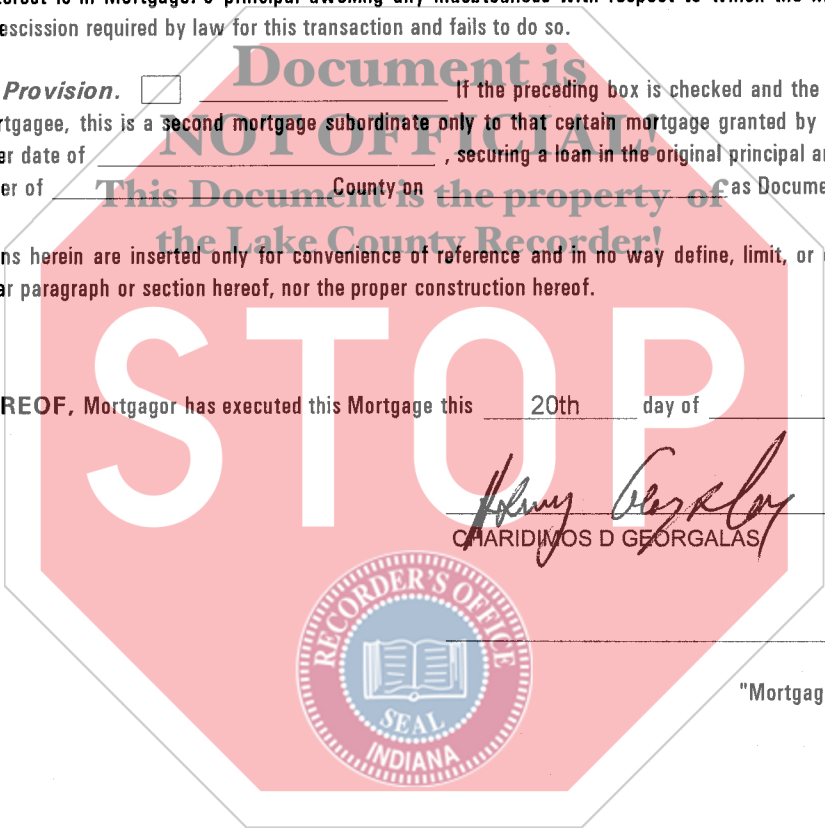 escission required by law for this transaction and fails to do so.
Document is
Provision. If the preceding box is checked and the
NOT OFFICIAL!
rtgagee, this is a second mortgage subordinate only to that certain mortgage granted by
er date of , securing a loan in the original principal
This Document is the property of
er of County on as Docume
the Lake County Recorder!
ns herein are inserted only for convenience of reference and in no way define, limit, or
ar paragraph or section hereof, nor the proper construction hereof.
STOP
REOF, Mortgagor has executed this Mortgage this 20th day of
CHARIDIMOS D GEORGALAS
RECORDER'S OFFICE
SEAL
INDIANA
"Mortgag